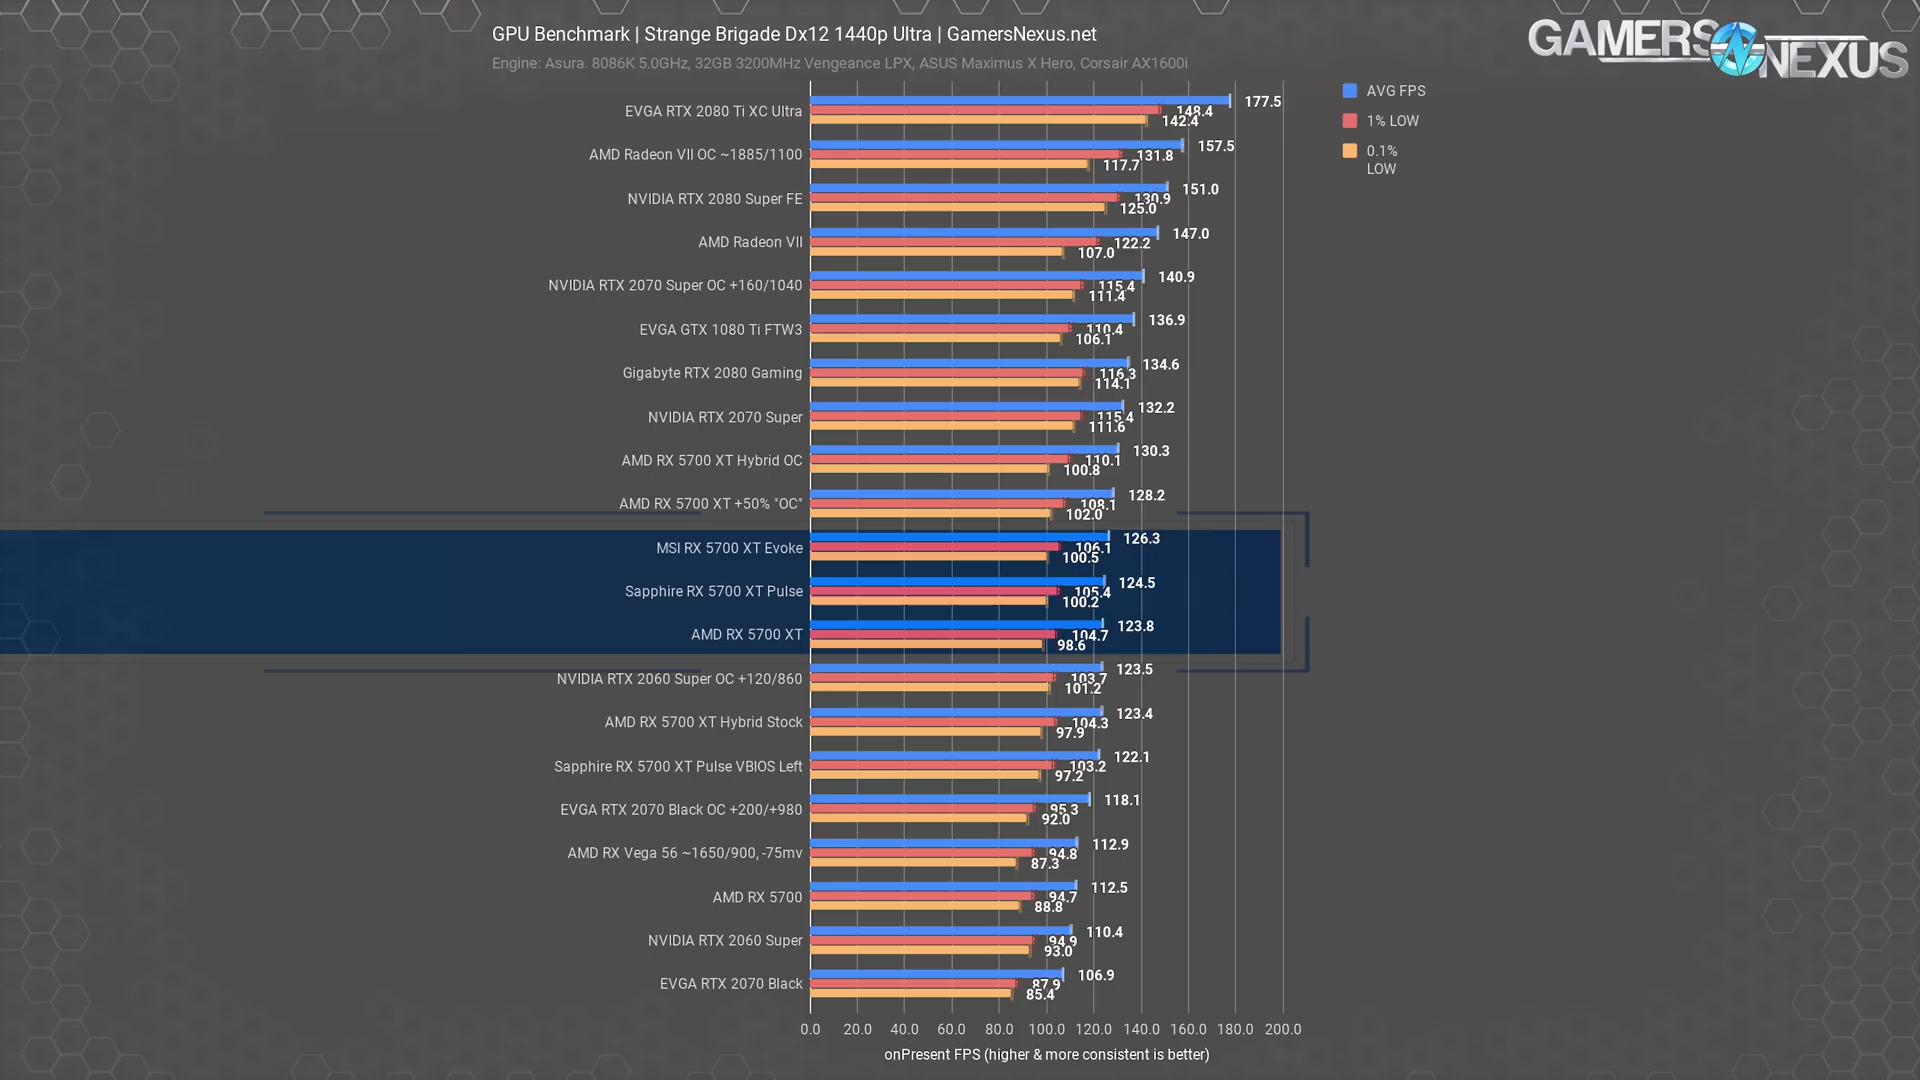 GPU Benchmark | Strange Brigade Dx12 1440p Ultra | GamersNexus.net
Engine: Asura. 8086K 5.0GHz, 32GB 3200MHz Vengeance LPX, ASUS Maximus X Hero, Corsair AX1600i
GAMERS NEXUS
AVG FPS
1% LOW
0.1%
LOW
EVGA RTX 2080 Ti XC Ultra 177.5 148.4 142.4
AMD Radeon VII OC ~1885/1100 157.5 131.8 117.7
NVIDIA RTX 2080 Super FE 151.0 130.9 125.0
AMD Radeon VII 147.0 122.2 107.0
NVIDIA RTX 2070 Super OC +160/1040 140.9 115.4 111.4
EVGA GTX 1080 Ti FTW3 136.9 110.4 106.1
Gigabyte RTX 2080 Gaming 134.6 116.3 114.1
NVIDIA RTX 2070 Super 132.2 115.4 111.6
AMD RX 5700 XT Hybrid OC 130.3 110.1 100.8
AMD RX 5700 XT +50% "OC" 128.2 108.1 102.0
MSI RX 5700 XT Evoke 126.3 106.1 100.5
Sapphire RX 5700 XT Pulse 124.5 105.4 100.2
AMD RX 5700 XT 123.8 104.7 98.6
NVIDIA RTX 2060 Super OC +120/860 123.5 103.7 101.2
AMD RX 5700 XT Hybrid Stock 123.4 104.3 97.9
Sapphire RX 5700 XT Pulse VBIOS Left 122.1 103.2 97.2
EVGA RTX 2070 Black OC +200/+980 118.1 95.3 92.0
AMD RX Vega 56 ~1650/900, -75mv 112.9 94.8 87.3
AMD RX 5700 112.5 94.7 88.8
NVIDIA RTX 2060 Super 110.4 94.9 93.0
EVGA RTX 2070 Black 106.9 87.9 85.4
0.0 20.0 40.0 60.0 80.0 100.0 120.0 140.0 160.0 180.0 200.0
onPresent FPS (higher & more consistent is better)